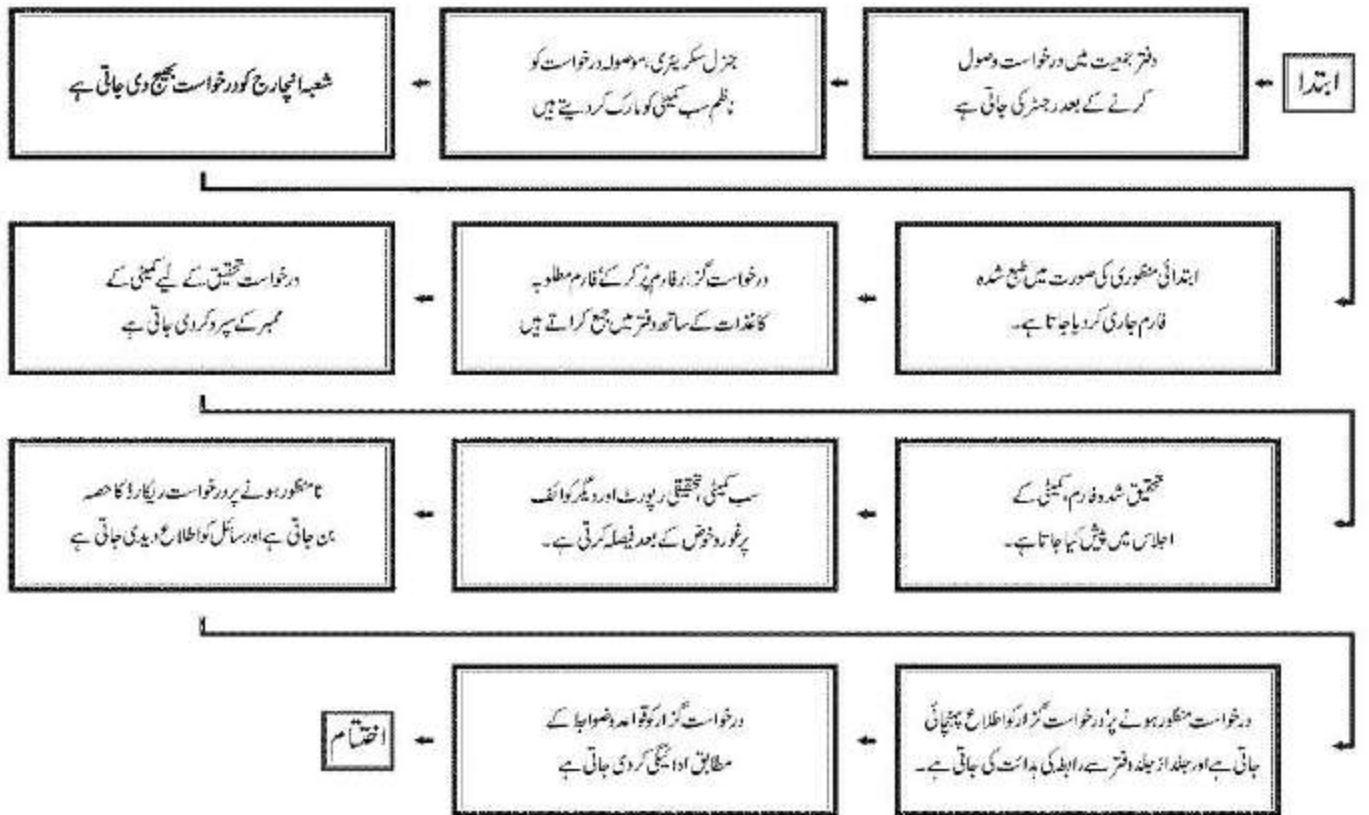 ابتدا
دفتر جمعیت میں درخواست وصول
کرنے کے بعد رجسٹر کی جاتی ہے
جنرل سکریٹری، موصولہ درخواست کو
ناظم سب کمیٹی کو مارک کر دیتے ہیں
شعبہ انچارج کو درخواست بھیج دی جاتی ہے
ابتدائی منظوری کی صورت میں طبع شدہ
فارم جاری کر دیا جاتا ہے۔
درخواست گزار فارم پُر کر کے فارم مطلوبہ
کاغذات کے ساتھ دفتر میں جمع کراتے ہیں
درخواست تحقیق کے لیے کمیٹی کے
ممبر کے سپرد کر دی جاتی ہے
تحقیق شدہ فارم، کمیٹی کے
اجلاس میں پیش کیا جاتا ہے۔
سب کمیٹی، تحقیقی رپورٹ اور دیگر کوائف
پر غور و خوض کے بعد فیصلہ کرتی ہے۔
نامنظور ہونے پر درخواست ریکارڈ کا حصہ
بن جاتی ہے اور سائل کو اطلاع دیدی جاتی ہے
درخواست منظور ہونے پر درخواست گزار کو اطلاع پہنچائی
جاتی ہے اور جلد از جلد دفتر سے رابطہ کی ہدائت کی جاتی ہے۔
درخواست گزار کو قواعد و ضوابط کے
مطابق ادائیگی کر دی جاتی ہے
اختتام